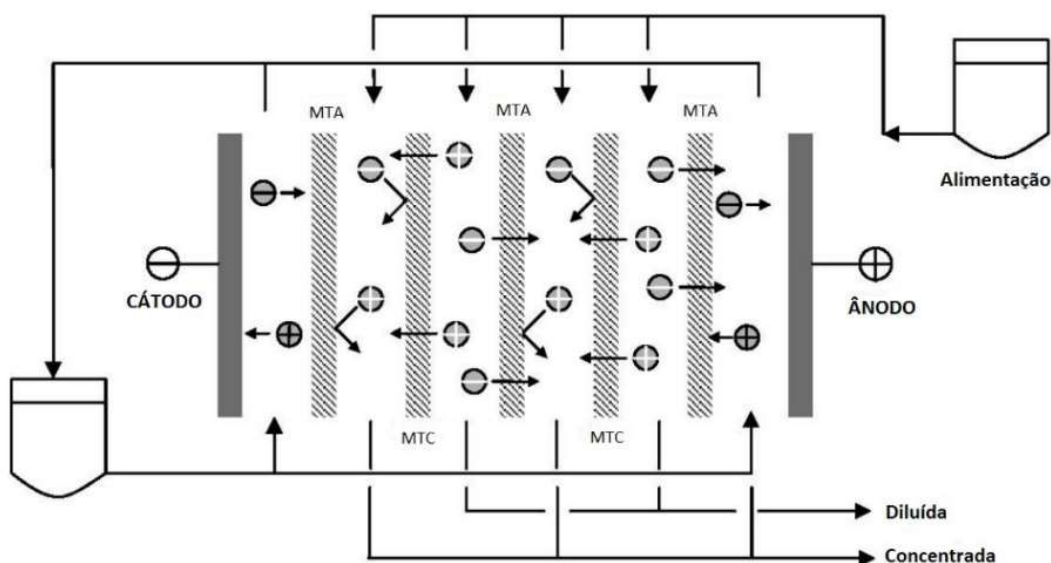 MTA
MTA
MTA
Alimentação
CÁTODO
ÂNODO
MTC
MTC
Diluída
Concentrada